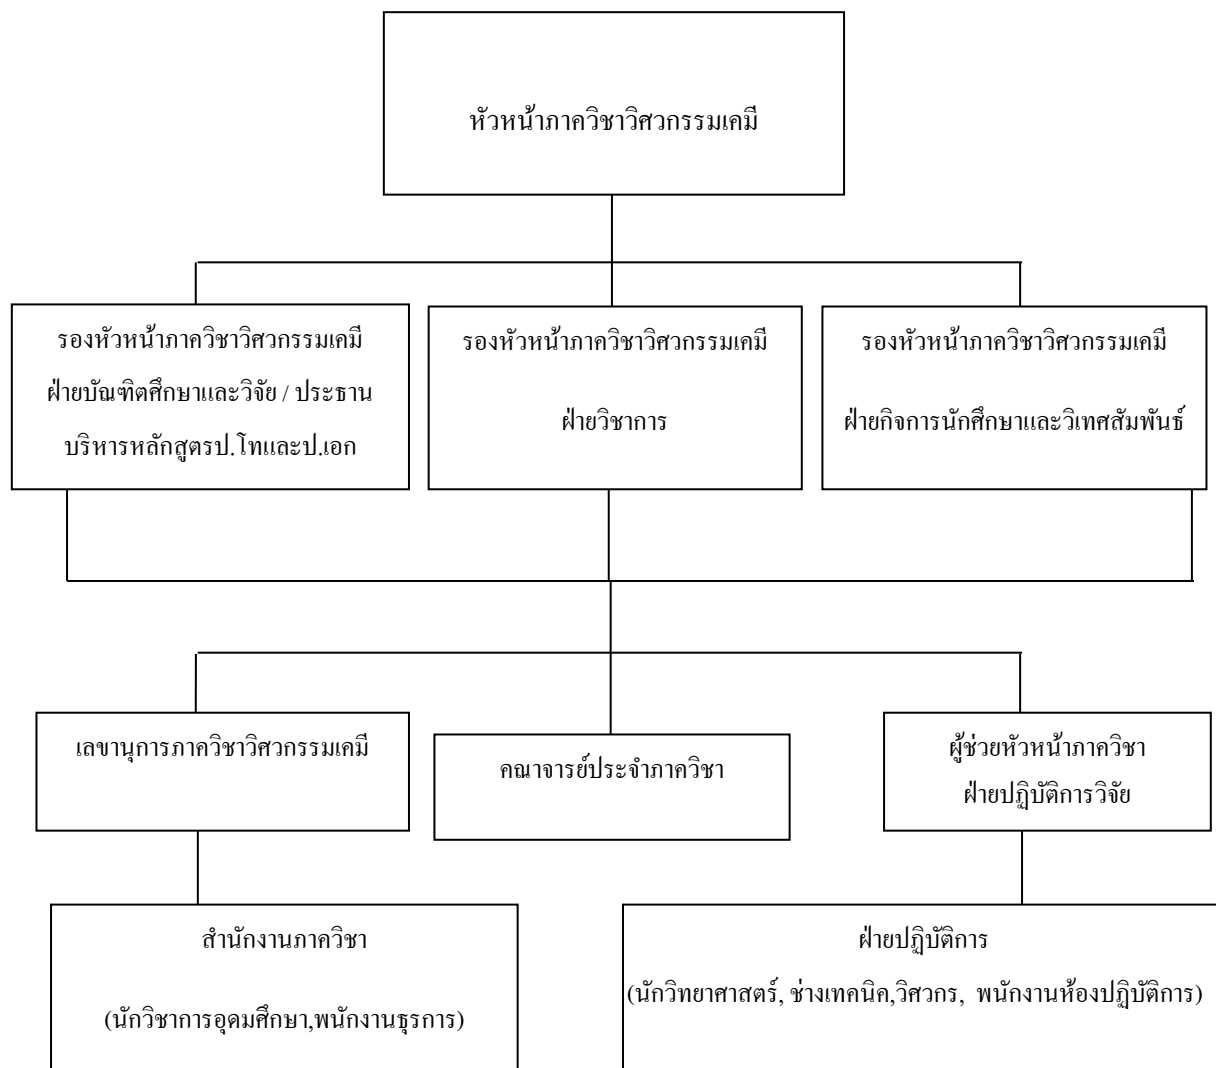 หัวหน้าภาควิชาวิศวกรรมเคมี
รองหัวหน้าภาควิชาวิศวกรรมเคมี
ฝ่ายบัณฑิตศึกษาและวิจัย / ประธาน
บริหารหลักสูตรป.โทและป.เอก
รองหัวหน้าภาควิชาวิศวกรรมเคมี
ฝ่ายวิชาการ
รองหัวหน้าภาควิชาวิศวกรรมเคมี
ฝ่ายกิจการนักศึกษาและวิเทศสัมพันธ์
เลขานุการภาควิชาวิศวกรรมเคมี
คณาจารย์ประจำภาควิชา
ผู้ช่วยหัวหน้าภาควิชา
ฝ่ายปฏิบัติการวิจัย
สำนักงานภาควิชา
(นักวิชาการอุดมศึกษา,พนักงานธุรการ)
ฝ่ายปฏิบัติการ
(นักวิทยาศาสตร์, ช่างเทคนิค,วิศวกร, พนักงานห้องปฏิบัติการ)